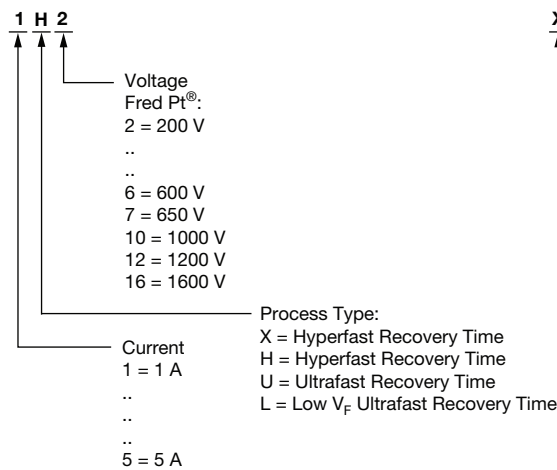 1 H 2
X
Voltage
Fred Pt®:
2 = 200 V
..
..
6 = 600 V
7 = 650 V
10 = 1000 V
12 = 1200 V
16 = 1600 V
Process Type:
X = Hyperfast Recovery Time
H = Hyperfast Recovery Time
U = Ultrafast Recovery Time
L = Low VF Ultrafast Recovery Time
Current
1 = 1 A
..
..
..
5 = 5 A